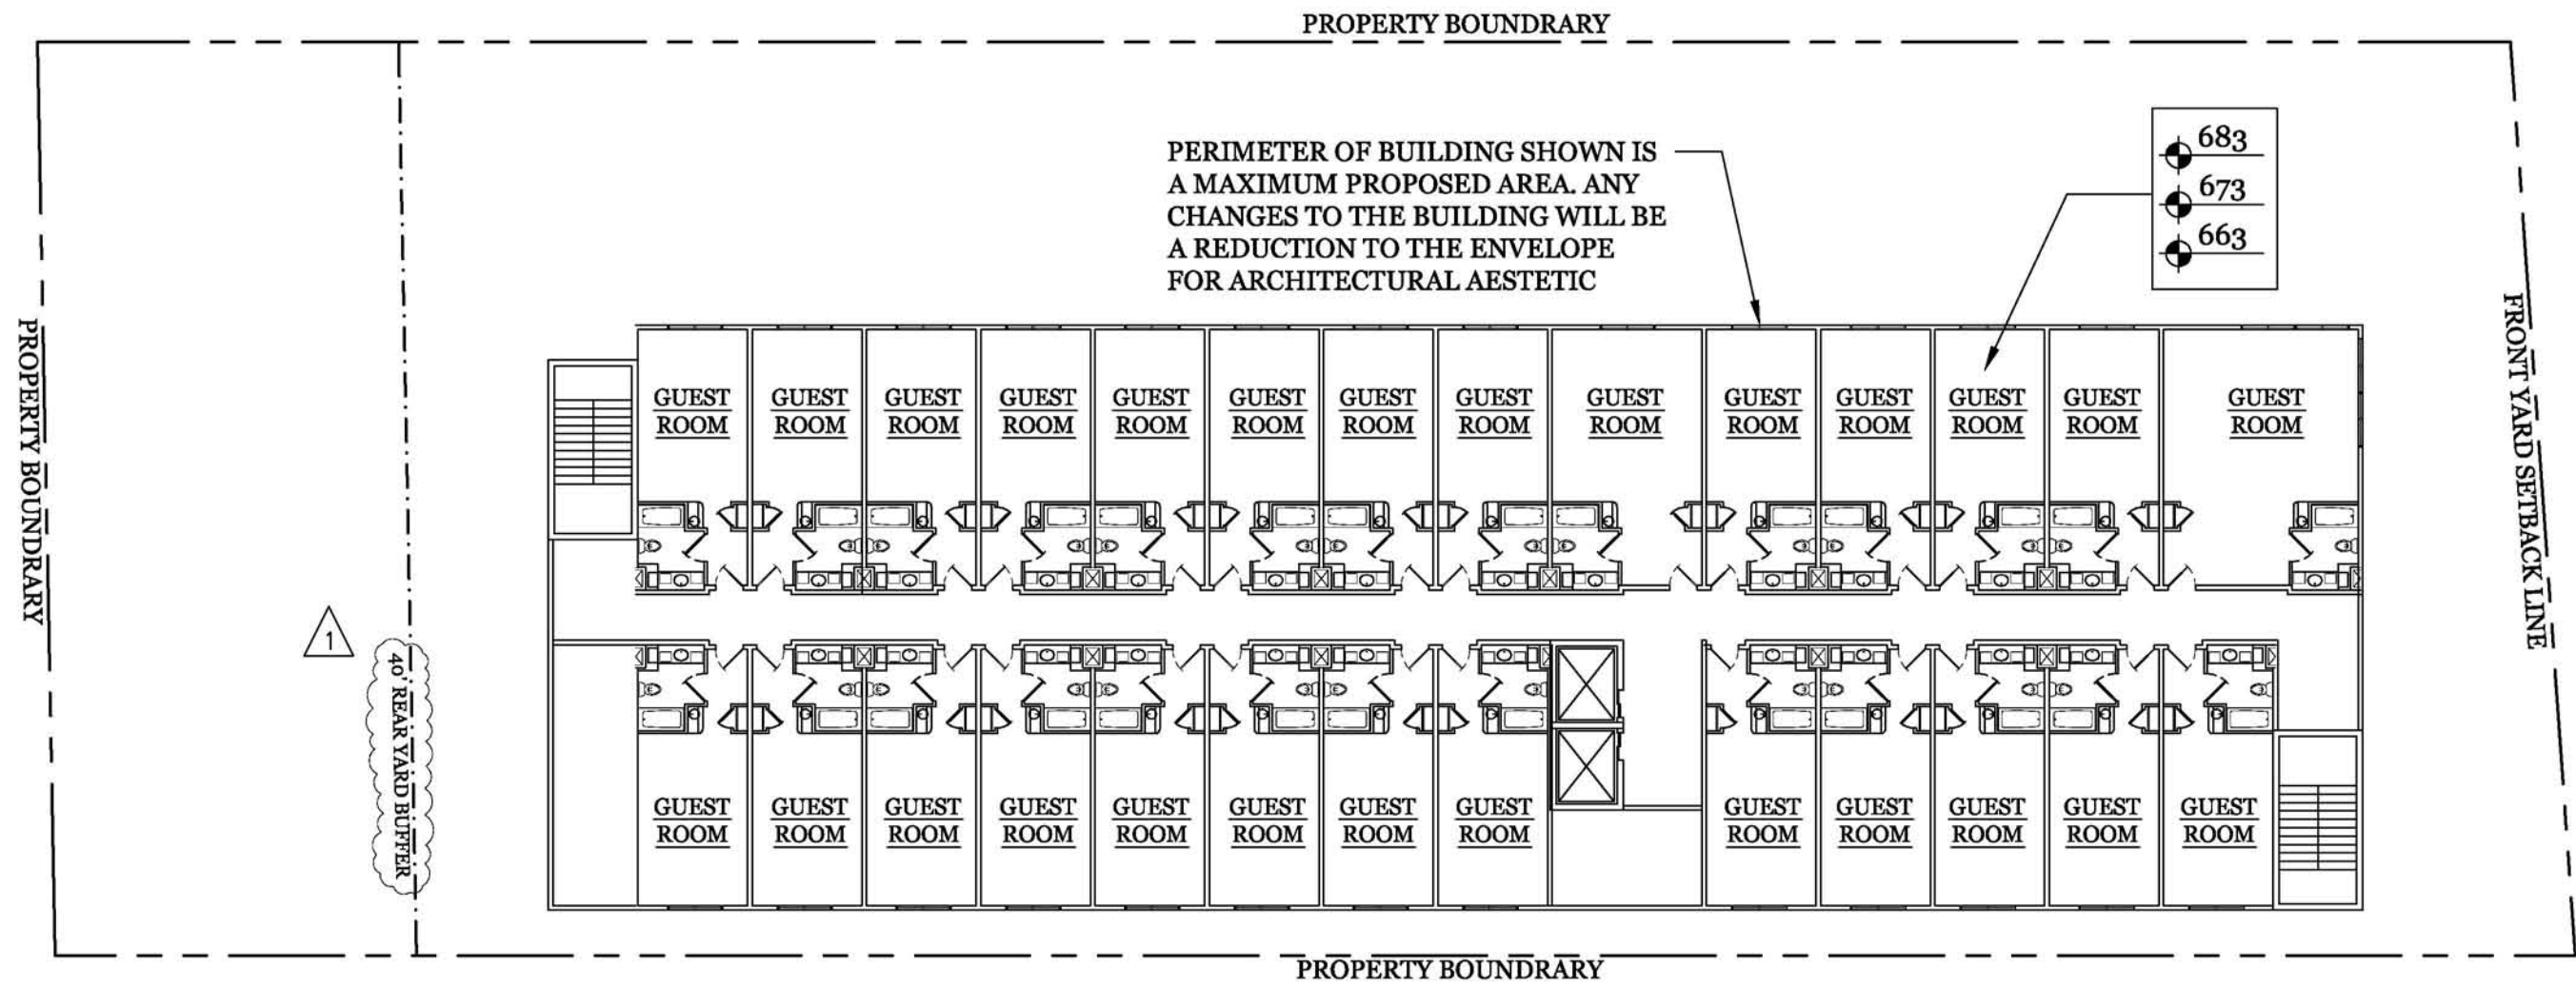 PROPERTY BOUNDRARY
683
673
663
PERIMETER OF BUILDING SHOWN IS
A MAXIMUM PROPOSED AREA. ANY
CHANGES TO THE BUILDING WILL BE
A REDUCTION TO THE ENVELOPE
FOR ARCHITECTURAL AESTETIC
PROPERTY BOUNDRARY
FRONT YARD SETBACK LINE
GUEST
ROOM
GUEST
ROOM
GUEST
ROOM
GUEST
ROOM
GUEST
ROOM
GUEST
ROOM
GUEST
ROOM
GUEST
ROOM
GUEST
ROOM
GUEST
ROOM
GUEST
ROOM
GUEST
ROOM
GUEST
ROOM
GUEST
ROOM
1
40' REAR YARD BUFFER
GUEST
ROOM
GUEST
ROOM
GUEST
ROOM
GUEST
ROOM
GUEST
ROOM
GUEST
ROOM
GUEST
ROOM
GUEST
ROOM
GUEST
ROOM
GUEST
ROOM
GUEST
ROOM
GUEST
ROOM
GUEST
ROOM
PROPERTY BOUNDRARY